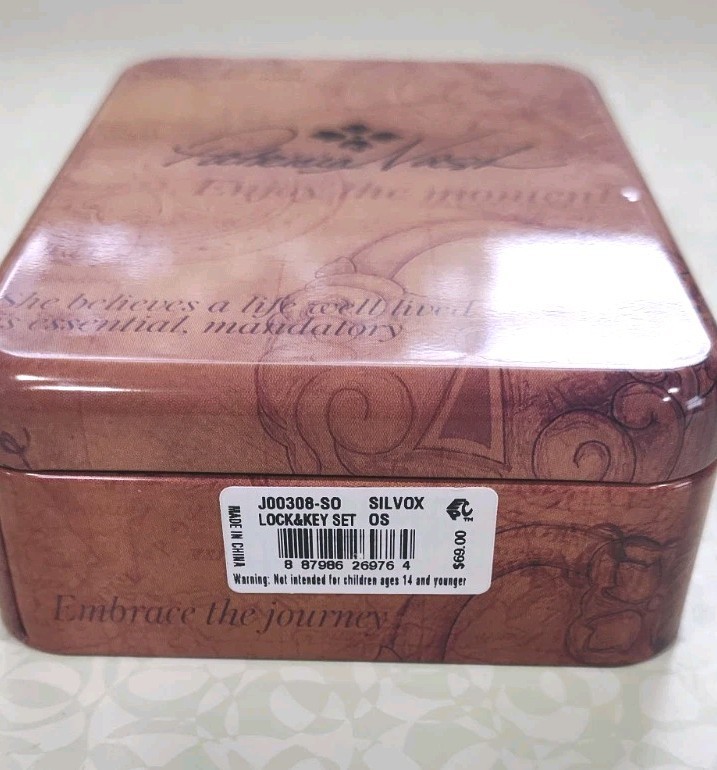 Patricia Nash
Enjoy the moment
She believes a life well lived
is essential, mandatory
J00308-SO SILVOX
LOCK&KEY SET OS
MADE IN CHINA
8 87986 26976 4
$69.00
Warning: Not intended for children ages 14 and younger
Embrace the journey